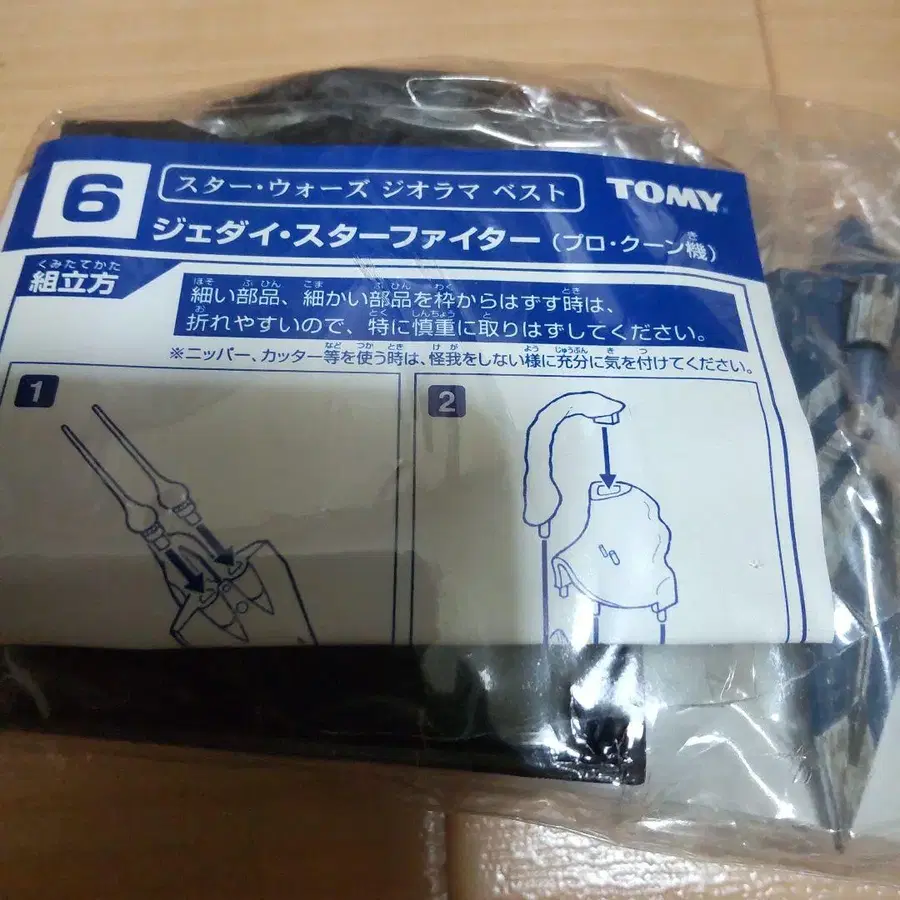 6
スター・ウォーズ ジオラマ ベスト
TOMY
ジェダイ・スターファイター(プロ・クーン機)
くみたてかた
組立方
細い部品、細かい部品を枠からはずす時は、
折れやすいので、特に慎重に取りはずしてください。
※ニッパー、カッター等を使う時は、怪我をしない様に充分に気を付けてください。
1
2